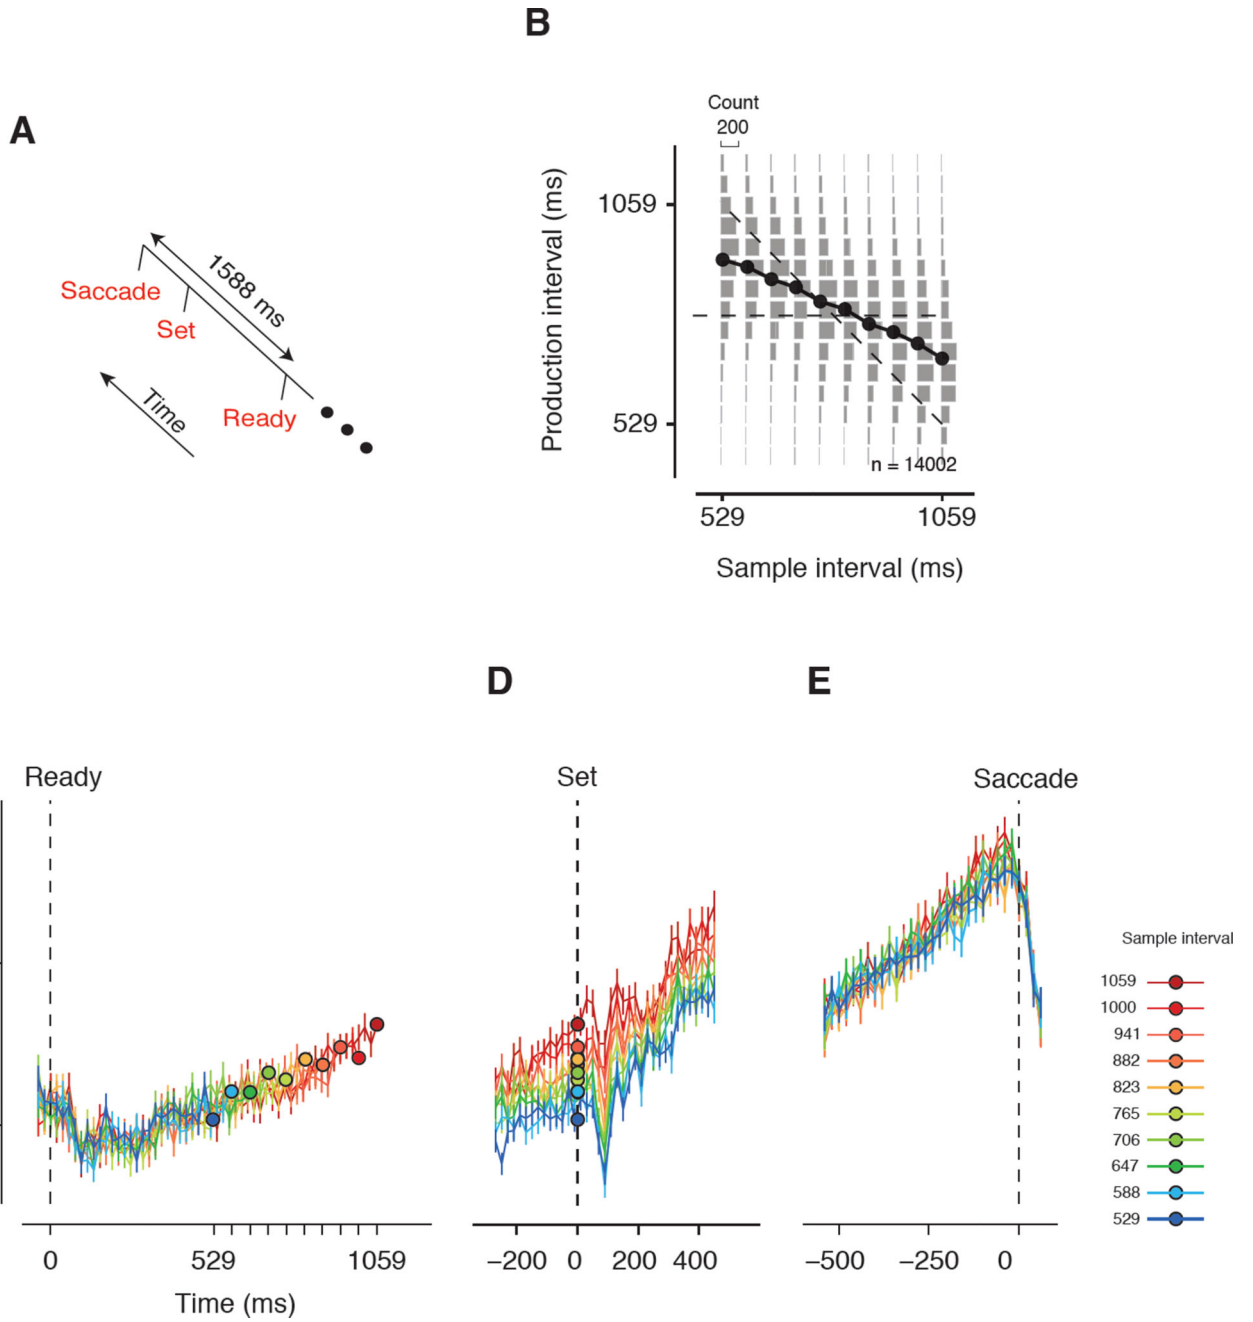 B
A
Count
200
Production interval (ms)
1059
529
n = 14002
529 1059
Sample interval (ms)
1588 ms
Saccade
Set
Ready
Time
D
E
Ready
Set
Saccade
Sample interval
1059
1000
941
882
823
765
706
647
588
529
0 529 1059
Time (ms)
−200 0 200 400
−500 −250 0